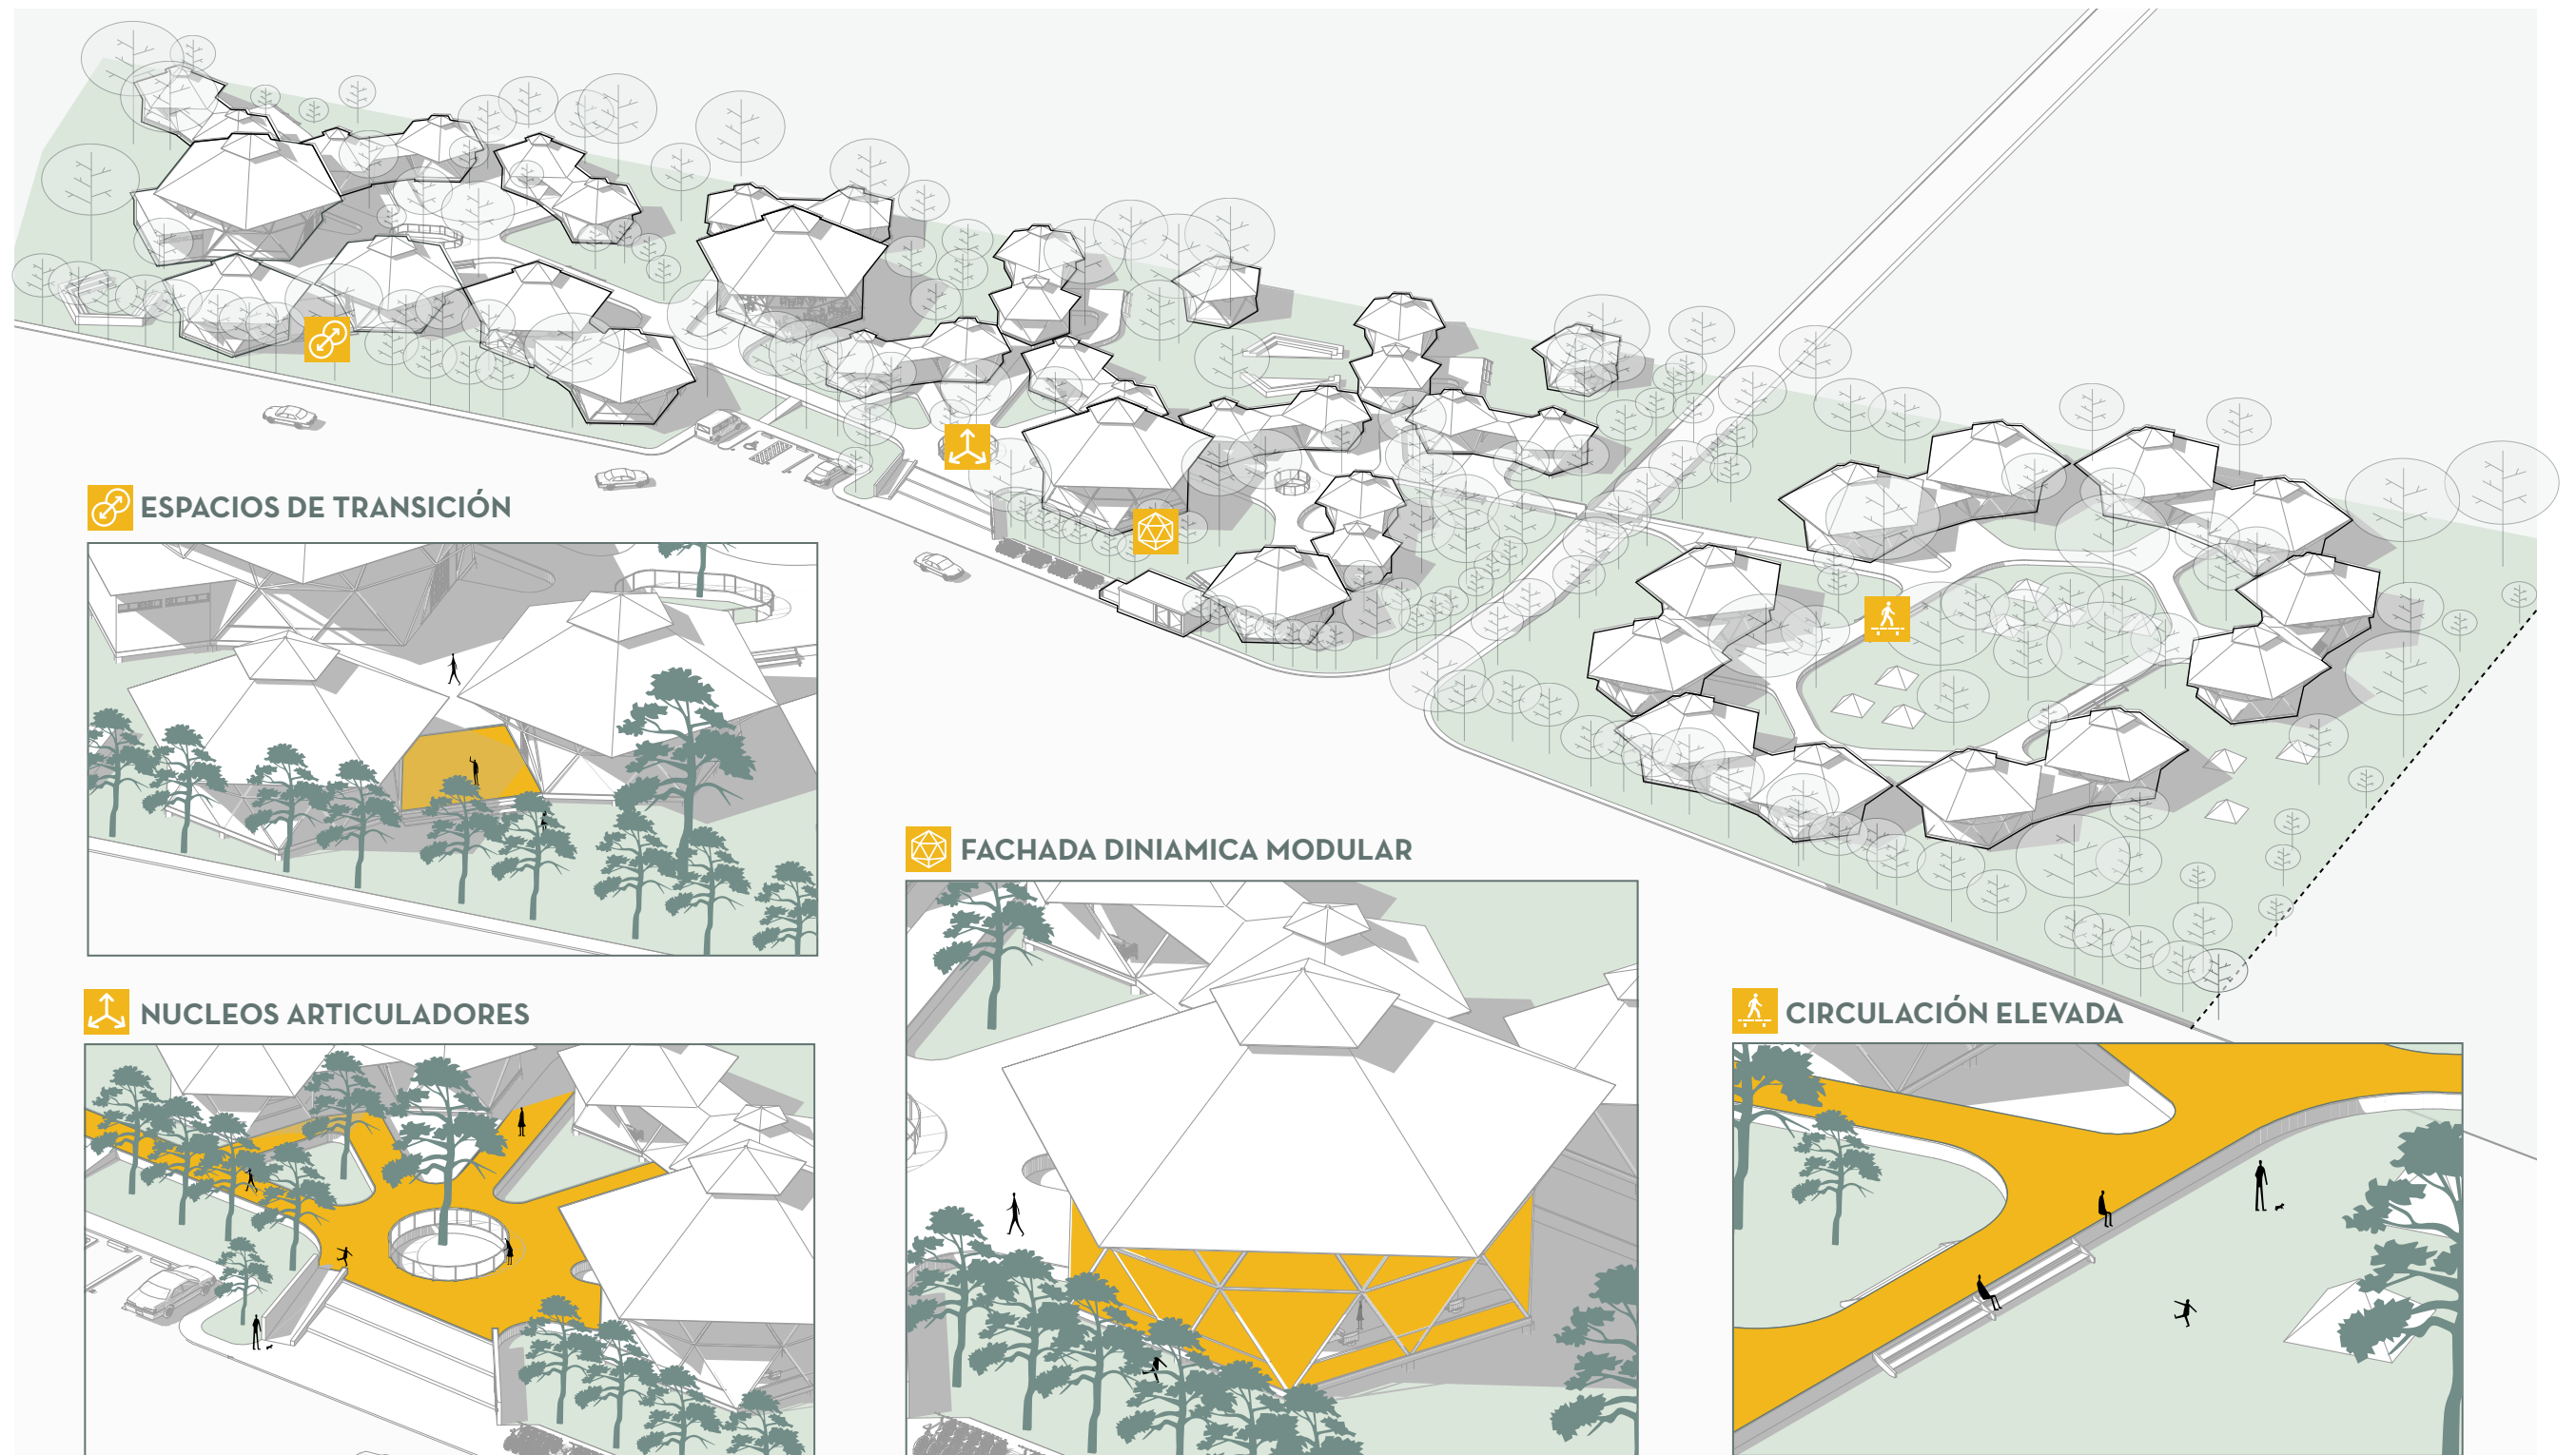 ESPACIOS DE TRANSICIÓN
FACHADA DINIAMICA MODULAR
NUCLEOS ARTICULADORES
CIRCULACIÓN ELEVADA